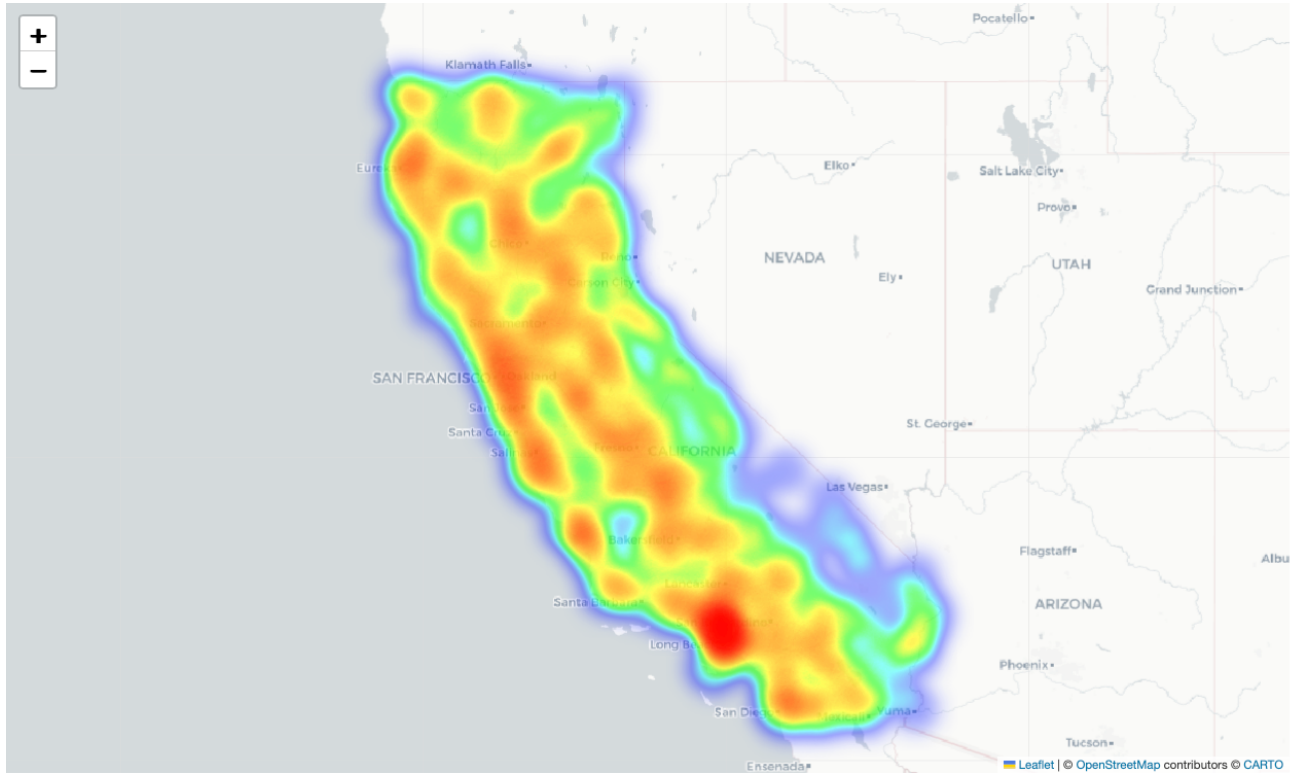 +
−
Pocatello
Klamath Falls
Elko
Salt Lake City
Provo
Chico
Reno
NEVADA
UTAH
Carson City
Ely
Grand Junction
Sacramento
SAN FRANCISCO
Oakland
San Jose
St. George
Santa Cruz
Salinas
Fresno
CALIFORNIA
Las Vegas
Bakersfield
Flagstaff
Albu
Lancaster
Santa Barbara
ARIZONA
Long Be
Phoenix
San Diego
Mexicali
Yuma
Tucson
Ensenada
Leaflet | © OpenStreetMap contributors © CARTO